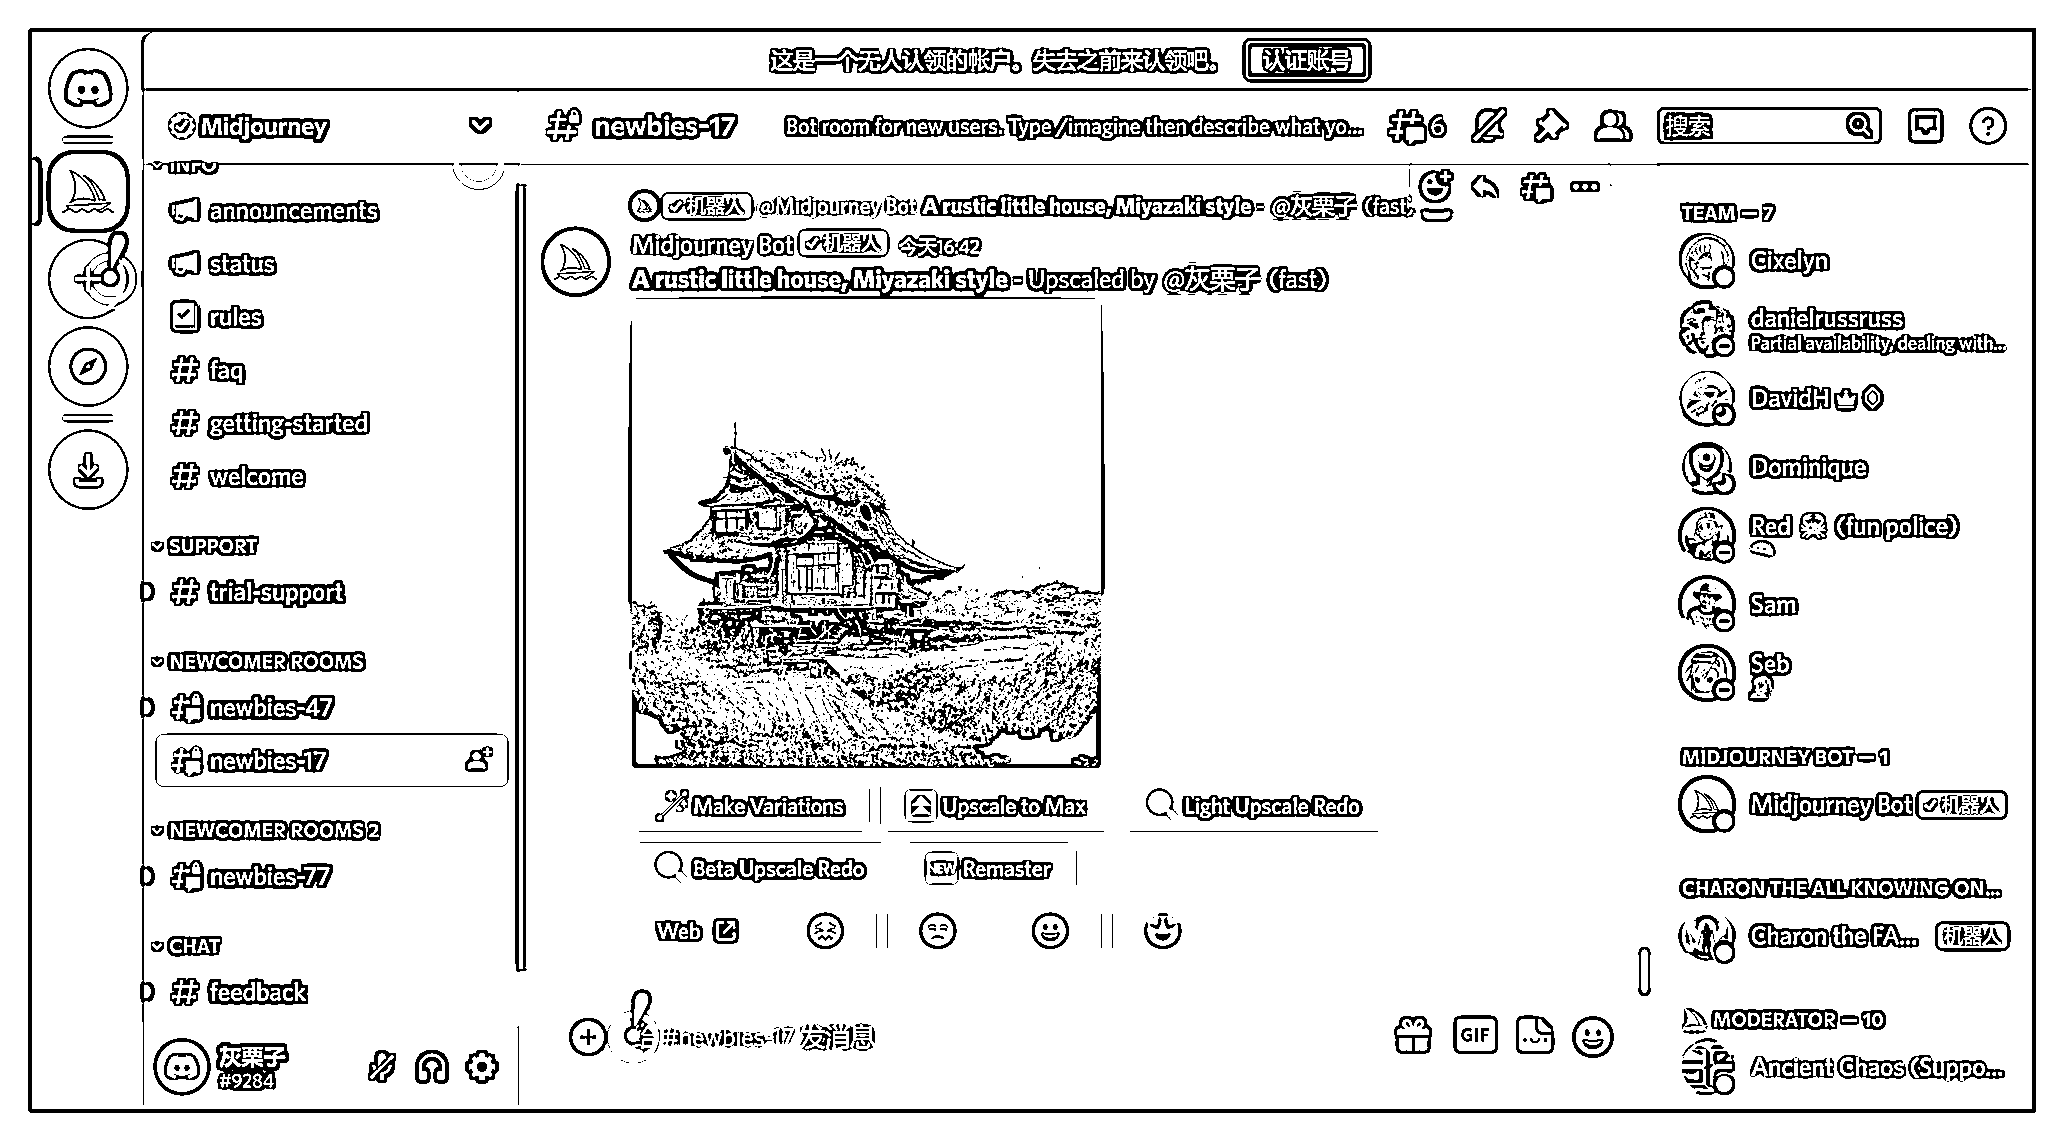 这是一个无人认领的帐户。失去之前来认领吧。 认证账号
Midjourney
newbies-17 Bot room for new users. Type /imagine then describe what yo... 6 搜索
INFO
announcements
status
rules
faq
getting-started
welcome
SUPPORT
trial-support
NEWCOMER ROOMS
newbies-47
newbies-17
NEWCOMER ROOMS 2
newbies-77
CHAT
feedback
灰栗子
#9284
机器人 @Midjourney Bot A rustic little house, Miyazaki style - @灰栗子 (fast
Midjourney Bot 机器人 今天16:42
A rustic little house, Miyazaki style - Upscaled by @灰栗子 (fast)
Make Variations Upscale to Max Light Upscale Redo
Beta Upscale Redo NEW Remaster
Web
#newbies-17 发消息
GIF
TEAM — 7
Cixelyn
danielrussruss
Partial availability, dealing with...
DavidH
Dominique
Red (fun police)
Sam
Seb
MIDJOURNEY BOT — 1
Midjourney Bot 机器人
CHARON THE ALL KNOWING ON...
Charon the FA... 机器人
MODERATOR — 10
Ancient Chaos (Suppo...